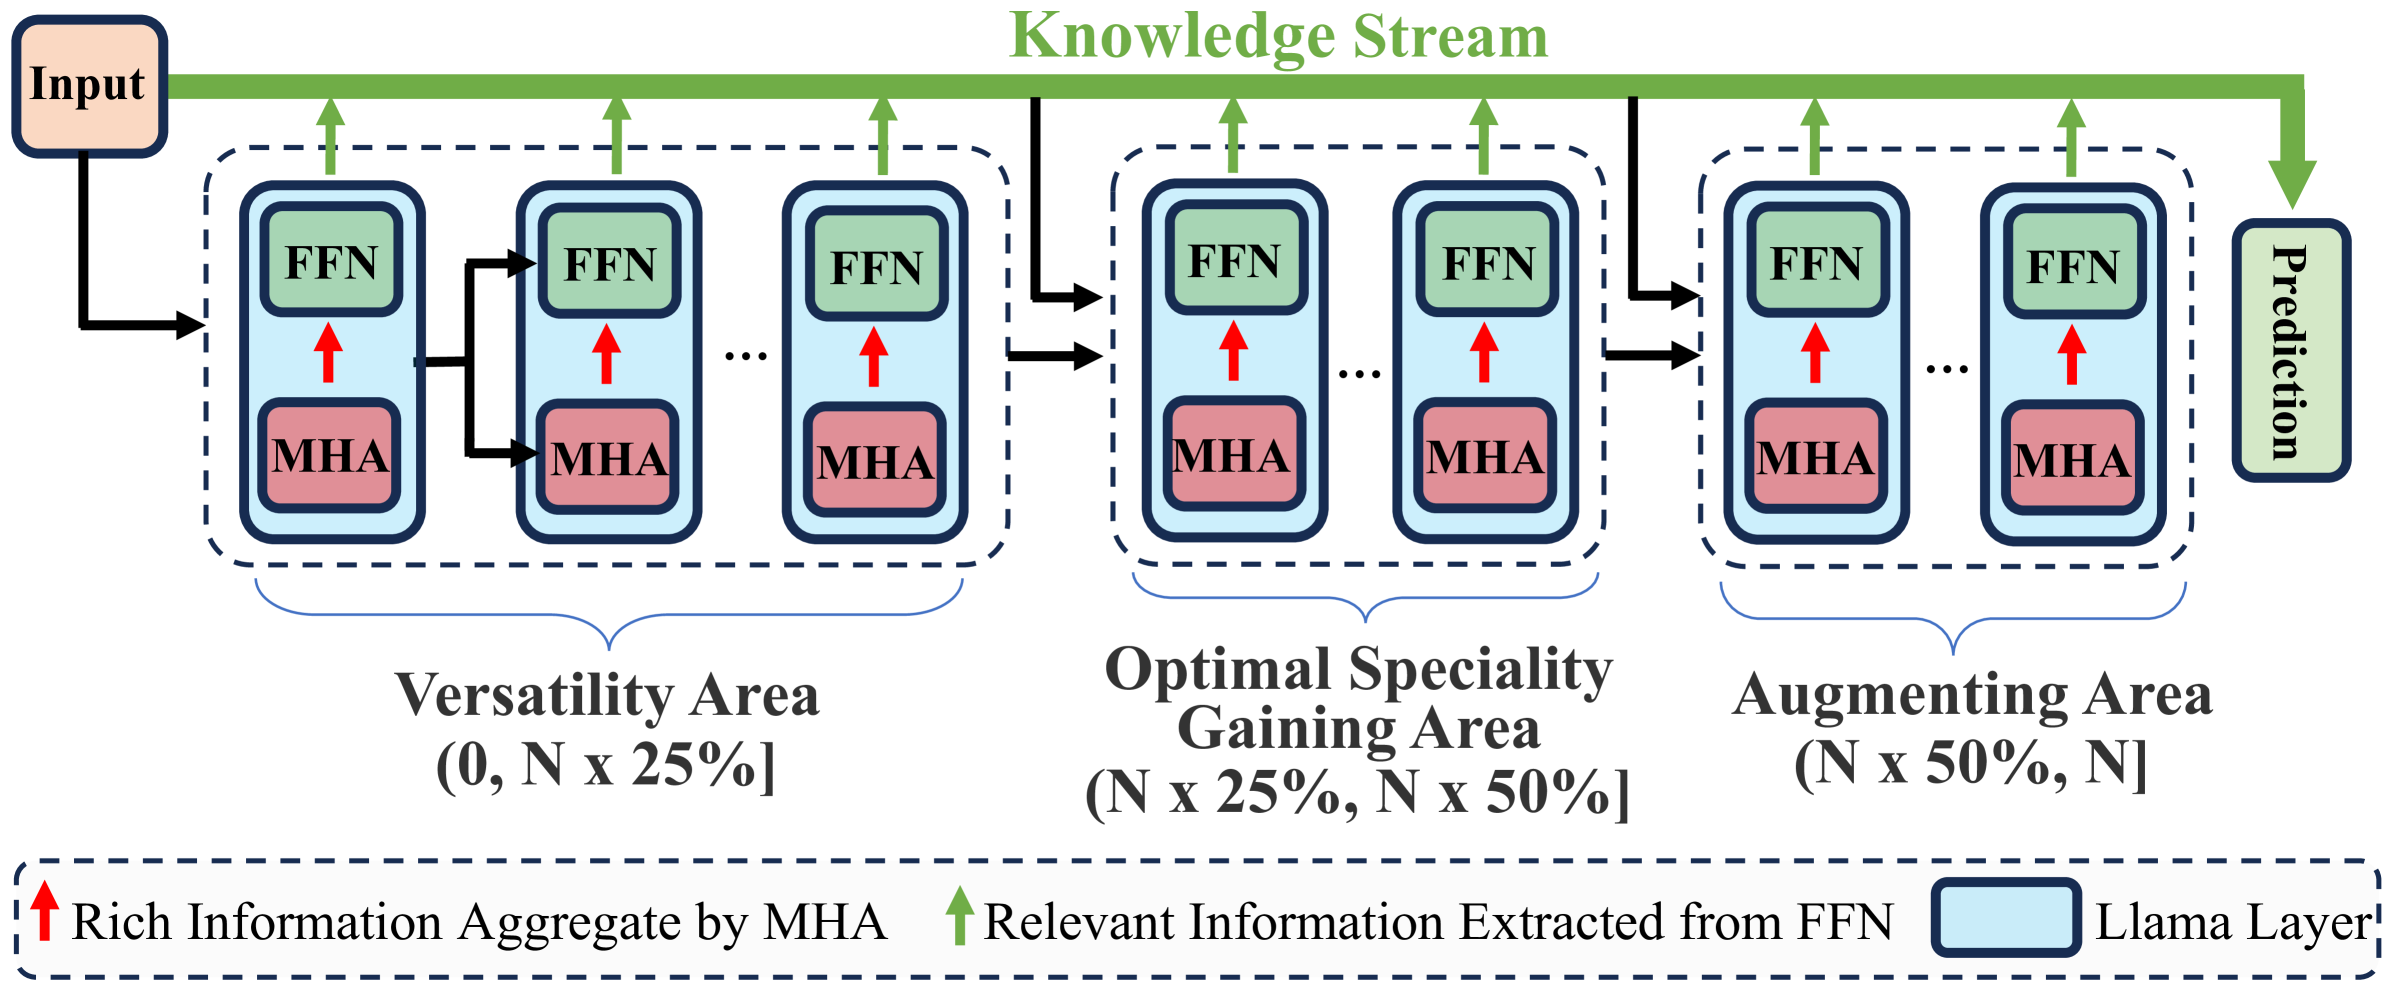 Knowledge Stream
Input
FFN
FFN
FFN
FFN
FFN
FFN
FFN
...
...
...
MHA
MHA
MHA
MHA
MHA
MHA
MHA
Prediction
Versatility Area
(0, N x 25%]
Optimal Speciality
Gaining Area
(N x 25%, N x 50%]
Augmenting Area
(N x 50%, N]
Rich Information Aggregate by MHA
Relevant Information Extracted from FFN
Llama Layer